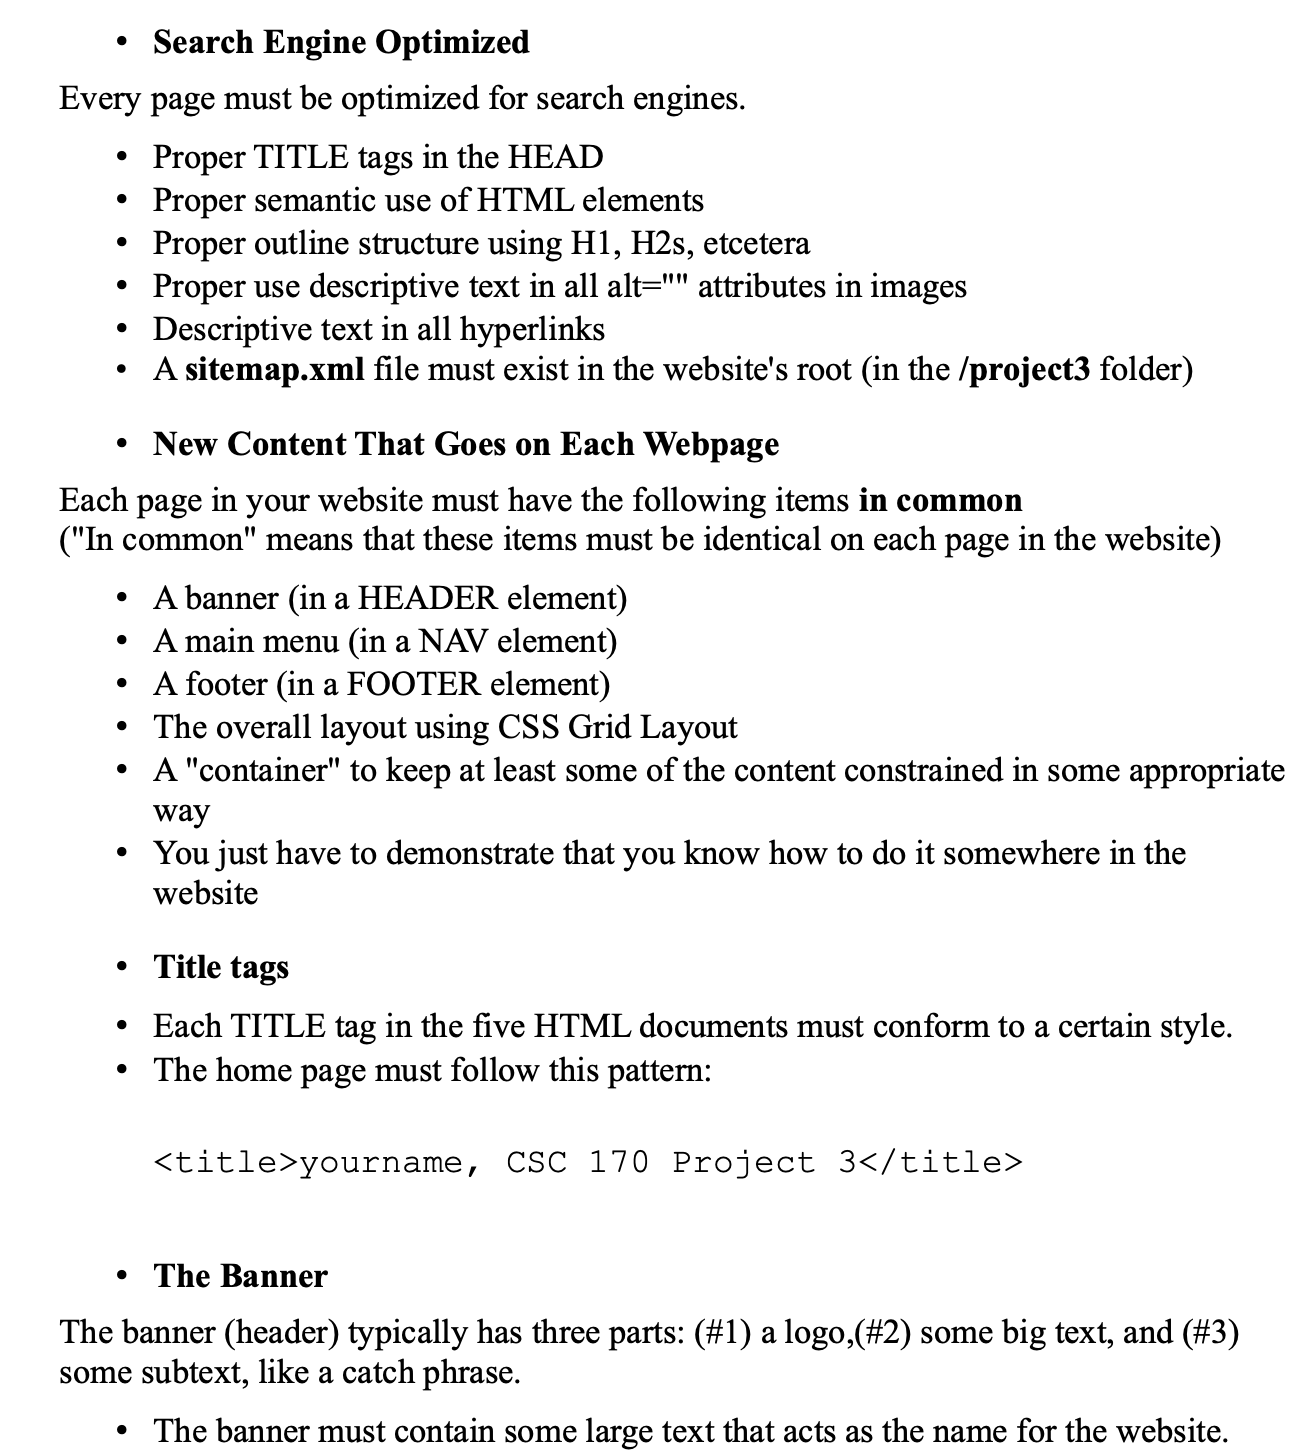 • Search Engine Optimized
Every page must be optimized for search engines.
• Proper TITLE tags in the HEAD
• Proper semantic use of HTML elements
• Proper outline structure using H1, H2s, etcetera
• Proper use descriptive text in all alt="" attributes in images
• Descriptive text in all hyperlinks
• A sitemap.xml file must exist in the website's root (in the /project3 folder)
• New Content That Goes on Each Webpage
Each page in your website must have the following items in common
("In common" means that these items must be identical on each page in the website)
• A banner (in a HEADER element)
• A main menu (in a NAV element)
• A footer (in a FOOTER element)
• The overall layout using CSS Grid Layout
• A "container" to keep at least some of the content constrained in some appropriate
way
• You just have to demonstrate that you know how to do it somewhere in the
website
• Title tags
• Each TITLE tag in the five HTML documents must conform to a certain style.
• The home page must follow this pattern:
<title>yourname, CSC 170 Project 3</title>
• The Banner
The banner (header) typically has three parts: (#1) a logo,(#2) some big text, and (#3)
some subtext, like a catch phrase.
• The banner must contain some large text that acts as the name for the website.